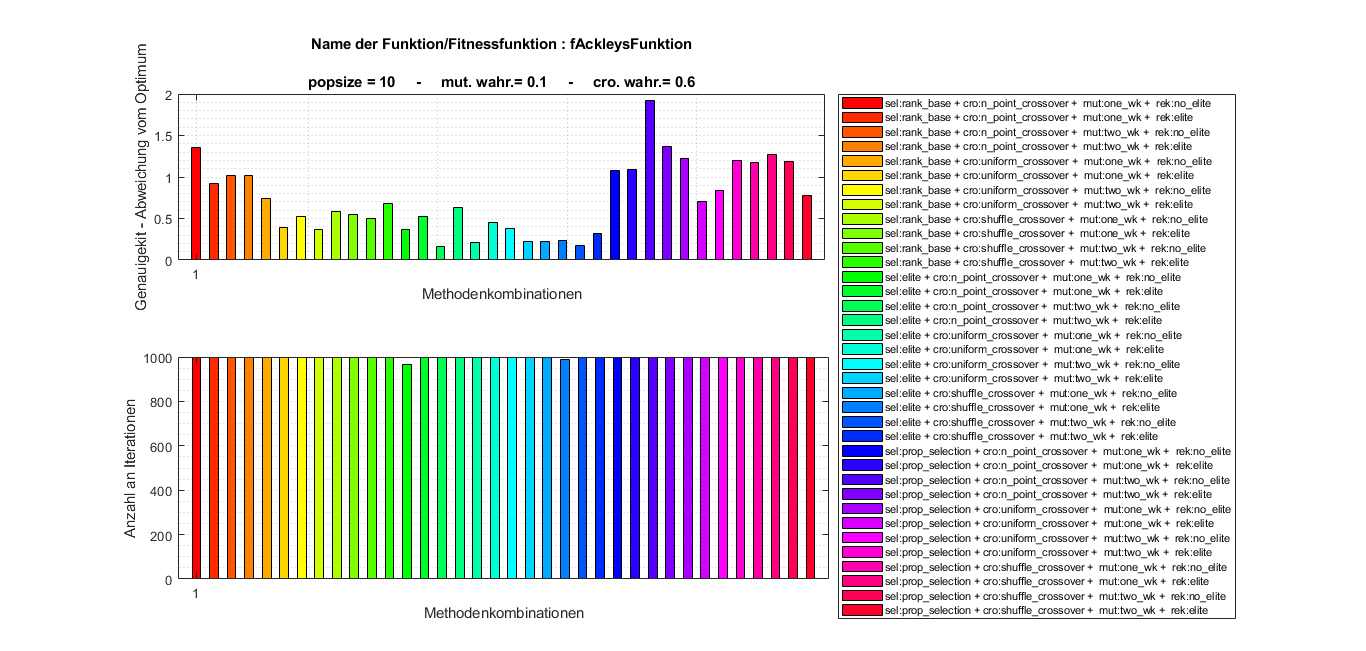 Name der Funktion/Fitnessfunktion : fAckleysFunktion
popsize = 10 - mut. wahr.= 0.1 - cro. wahr.= 0.6
Genauigekit - Abweichung vom Optimum
2
1.5
1
0.5
0
1
Methodenkombinationen
Anzahl an Iterationen
1000
800
600
400
200
0
1
Methodenkombinationen
sel:rank_base + cro:n_point_crossover + mut:one_wk + rek:no_elite
sel:rank_base + cro:n_point_crossover + mut:one_wk + rek:elite
sel:rank_base + cro:n_point_crossover + mut:two_wk + rek:no_elite
sel:rank_base + cro:n_point_crossover + mut:two_wk + rek:elite
sel:rank_base + cro:uniform_crossover + mut:one_wk + rek:no_elite
sel:rank_base + cro:uniform_crossover + mut:one_wk + rek:elite
sel:rank_base + cro:uniform_crossover + mut:two_wk + rek:no_elite
sel:rank_base + cro:uniform_crossover + mut:two_wk + rek:elite
sel:rank_base + cro:shuffle_crossover + mut:one_wk + rek:no_elite
sel:rank_base + cro:shuffle_crossover + mut:one_wk + rek:elite
sel:rank_base + cro:shuffle_crossover + mut:two_wk + rek:no_elite
sel:rank_base + cro:shuffle_crossover + mut:two_wk + rek:elite
sel:elite + cro:n_point_crossover + mut:one_wk + rek:no_elite
sel:elite + cro:n_point_crossover + mut:one_wk + rek:elite
sel:elite + cro:n_point_crossover + mut:two_wk + rek:no_elite
sel:elite + cro:n_point_crossover + mut:two_wk + rek:elite
sel:elite + cro:uniform_crossover + mut:one_wk + rek:no_elite
sel:elite + cro:uniform_crossover + mut:one_wk + rek:elite
sel:elite + cro:uniform_crossover + mut:two_wk + rek:no_elite
sel:elite + cro:uniform_crossover + mut:two_wk + rek:elite
sel:elite + cro:shuffle_crossover + mut:one_wk + rek:no_elite
sel:elite + cro:shuffle_crossover + mut:one_wk + rek:elite
sel:elite + cro:shuffle_crossover + mut:two_wk + rek:no_elite
sel:elite + cro:shuffle_crossover + mut:two_wk + rek:elite
sel:prop_selection + cro:n_point_crossover + mut:one_wk + rek:no_elite
sel:prop_selection + cro:n_point_crossover + mut:one_wk + rek:elite
sel:prop_selection + cro:n_point_crossover + mut:two_wk + rek:no_elite
sel:prop_selection + cro:n_point_crossover + mut:two_wk + rek:elite
sel:prop_selection + cro:uniform_crossover + mut:one_wk + rek:no_elite
sel:prop_selection + cro:uniform_crossover + mut:one_wk + rek:elite
sel:prop_selection + cro:uniform_crossover + mut:two_wk + rek:no_elite
sel:prop_selection + cro:uniform_crossover + mut:two_wk + rek:elite
sel:prop_selection + cro:shuffle_crossover + mut:one_wk + rek:no_elite
sel:prop_selection + cro:shuffle_crossover + mut:one_wk + rek:elite
sel:prop_selection + cro:shuffle_crossover + mut:two_wk + rek:no_elite
sel:prop_selection + cro:shuffle_crossover + mut:two_wk + rek:elite